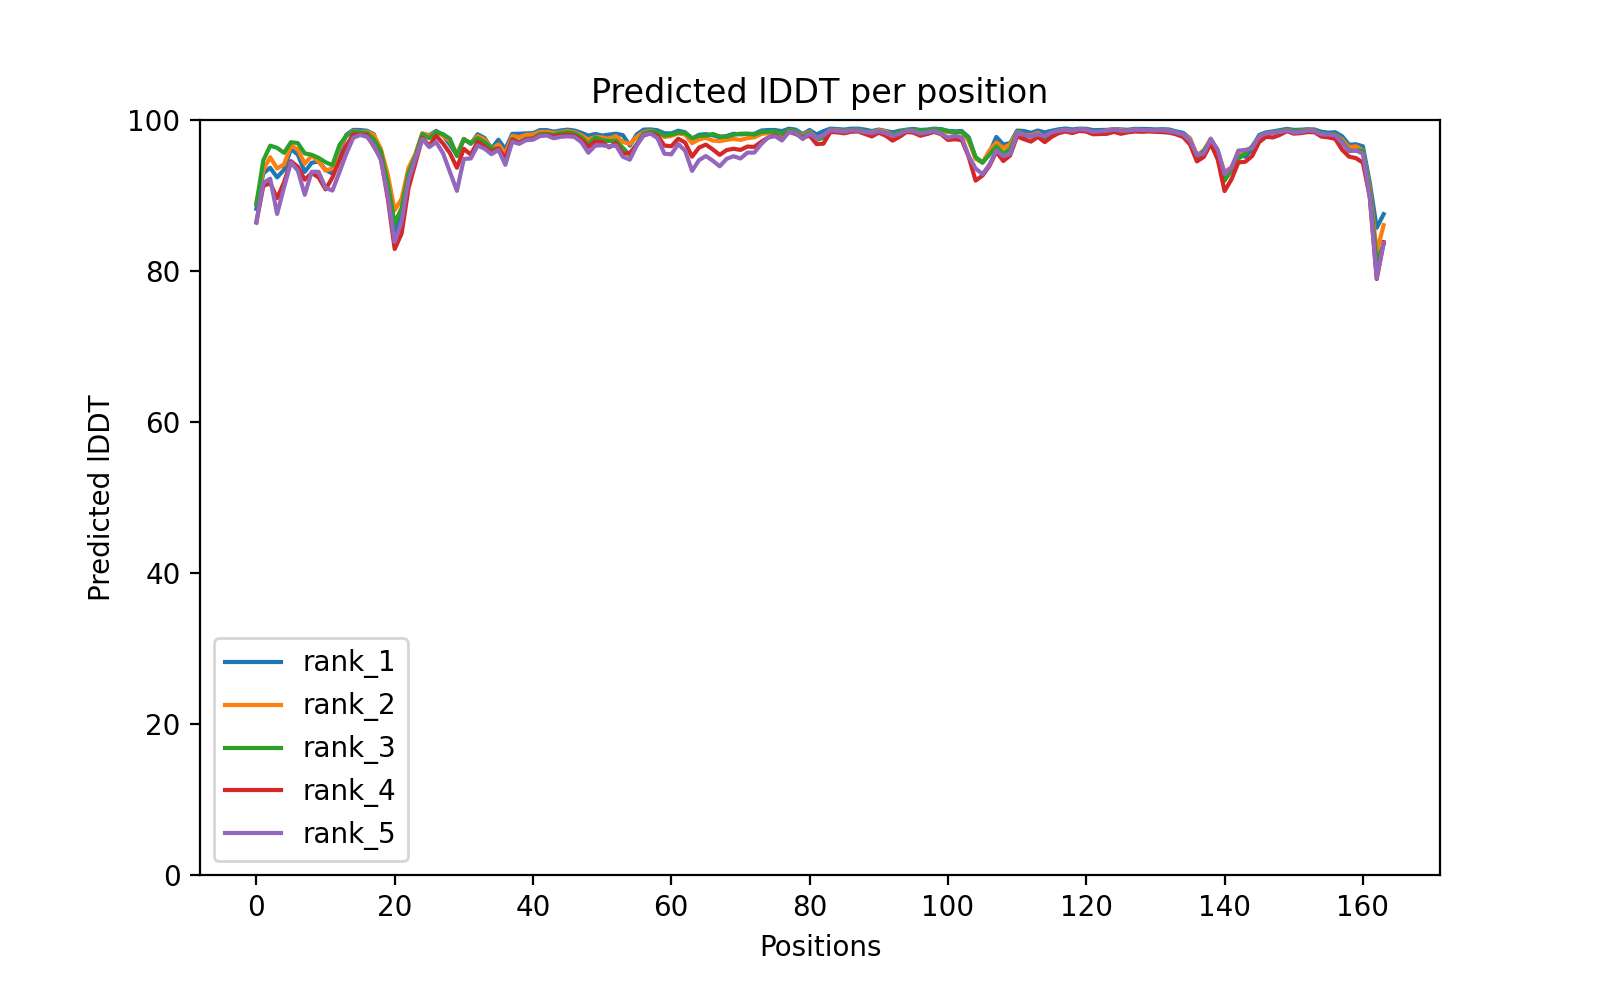 Predicted lDDT per position
100
80
60
40
20
0
Predicted lDDT
rank_1
rank_2
rank_3
rank_4
rank_5
0 20 40 60 80 100 120 140 160
Positions